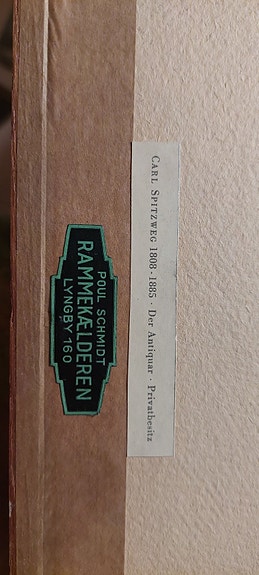 POUL SCHMIDT
RAMMEKÆLDEREN
LYNGBY 160
CARL SPITZWEG 1808-1885 · Der Antiquar · Privatbesitz